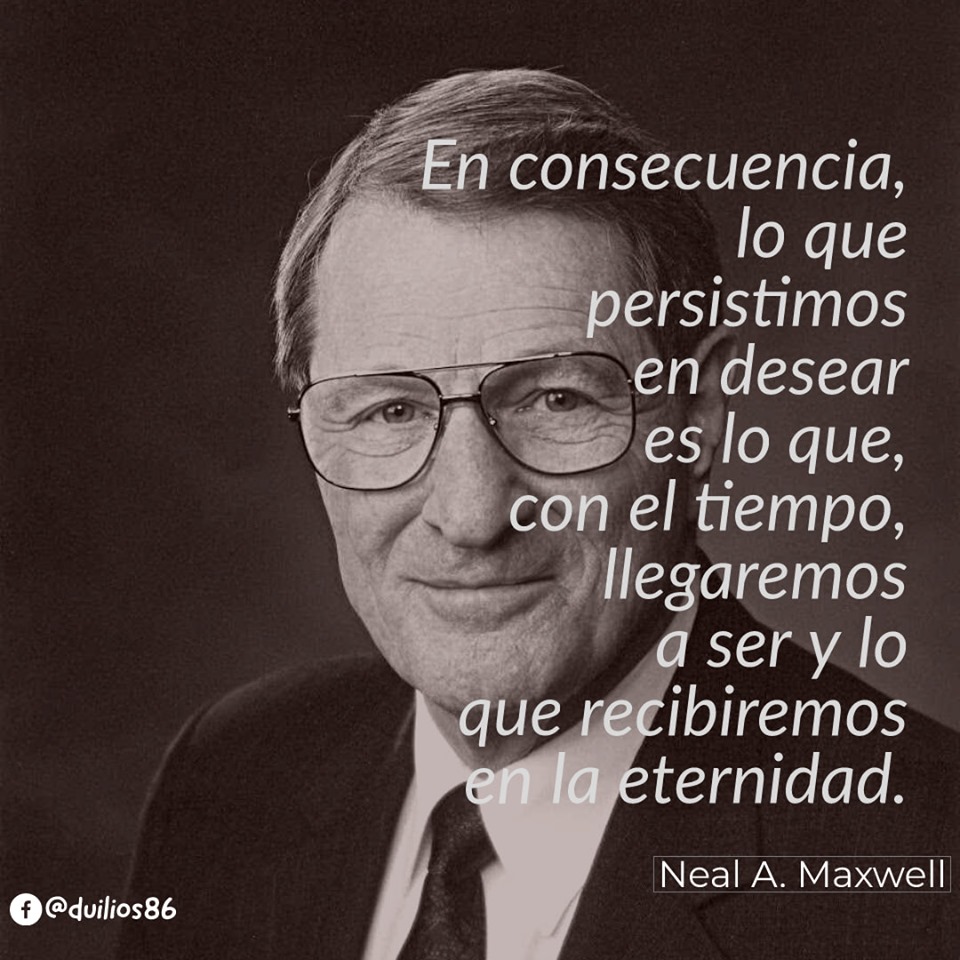 En consecuencia,
lo que
persistimos
en desear
es lo que,
con el tiempo,
llegaremos
a ser y lo
que recibiremos
en la eternidad.
Neal A. Maxwell
f @duilios86